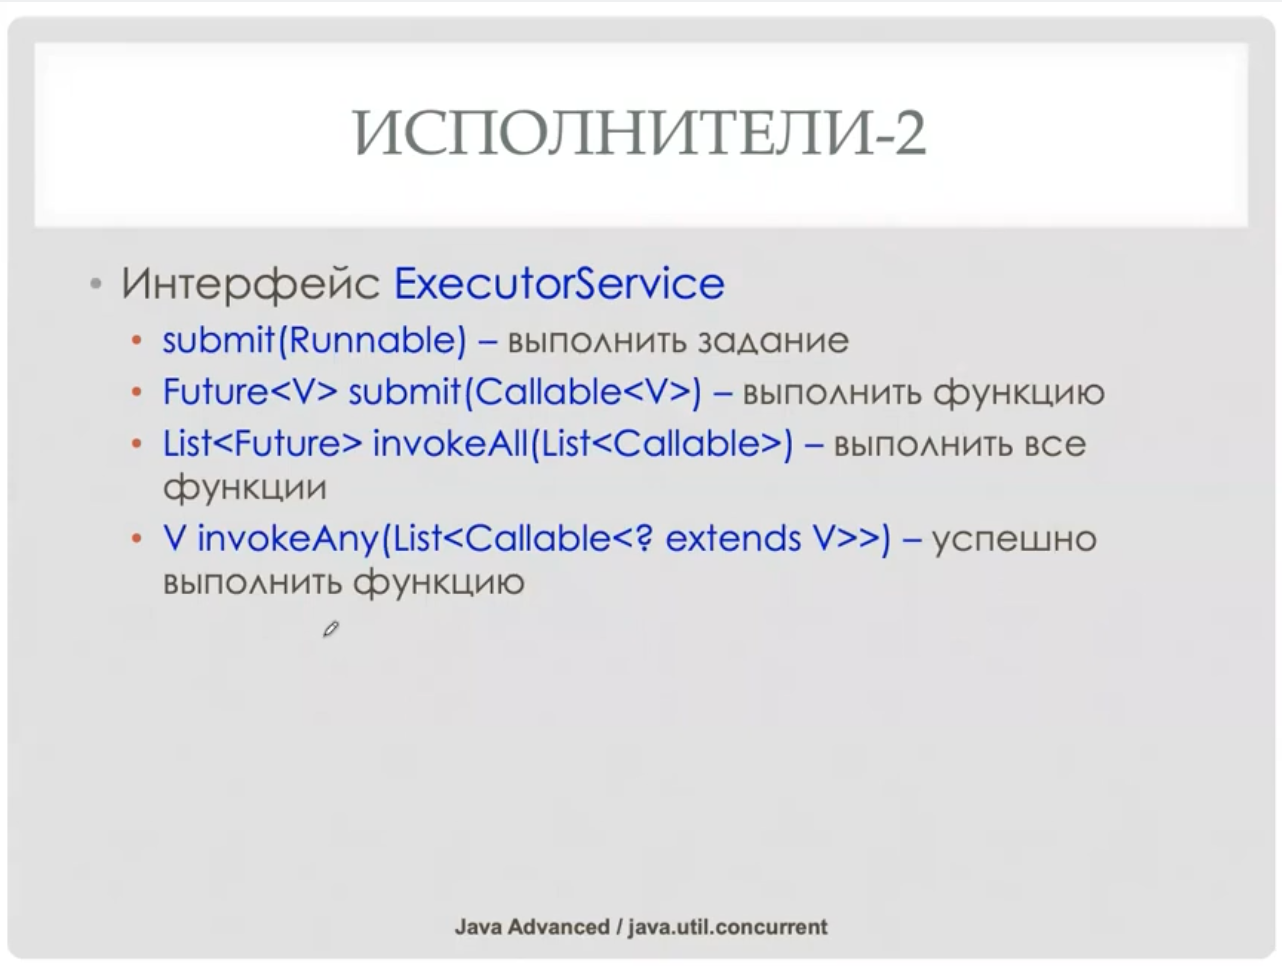 ИСПОЛНИТЕЛИ-2
• Интерфейс ExecutorService
• submit(Runnable) – выполнить задание
• Future<V> submit(Callable<V>) – выполнить функцию
• List<Future> invokeAll(List<Callable>) – выполнить все
функции
• V invokeAny(List<Callable<? extends V>>) – успешно
выполнить функцию
Java Advanced / java.util.concurrent